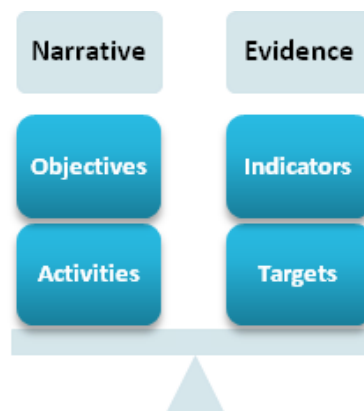 Narrative
Evidence
Objectives
Indicators
Activities
Targets